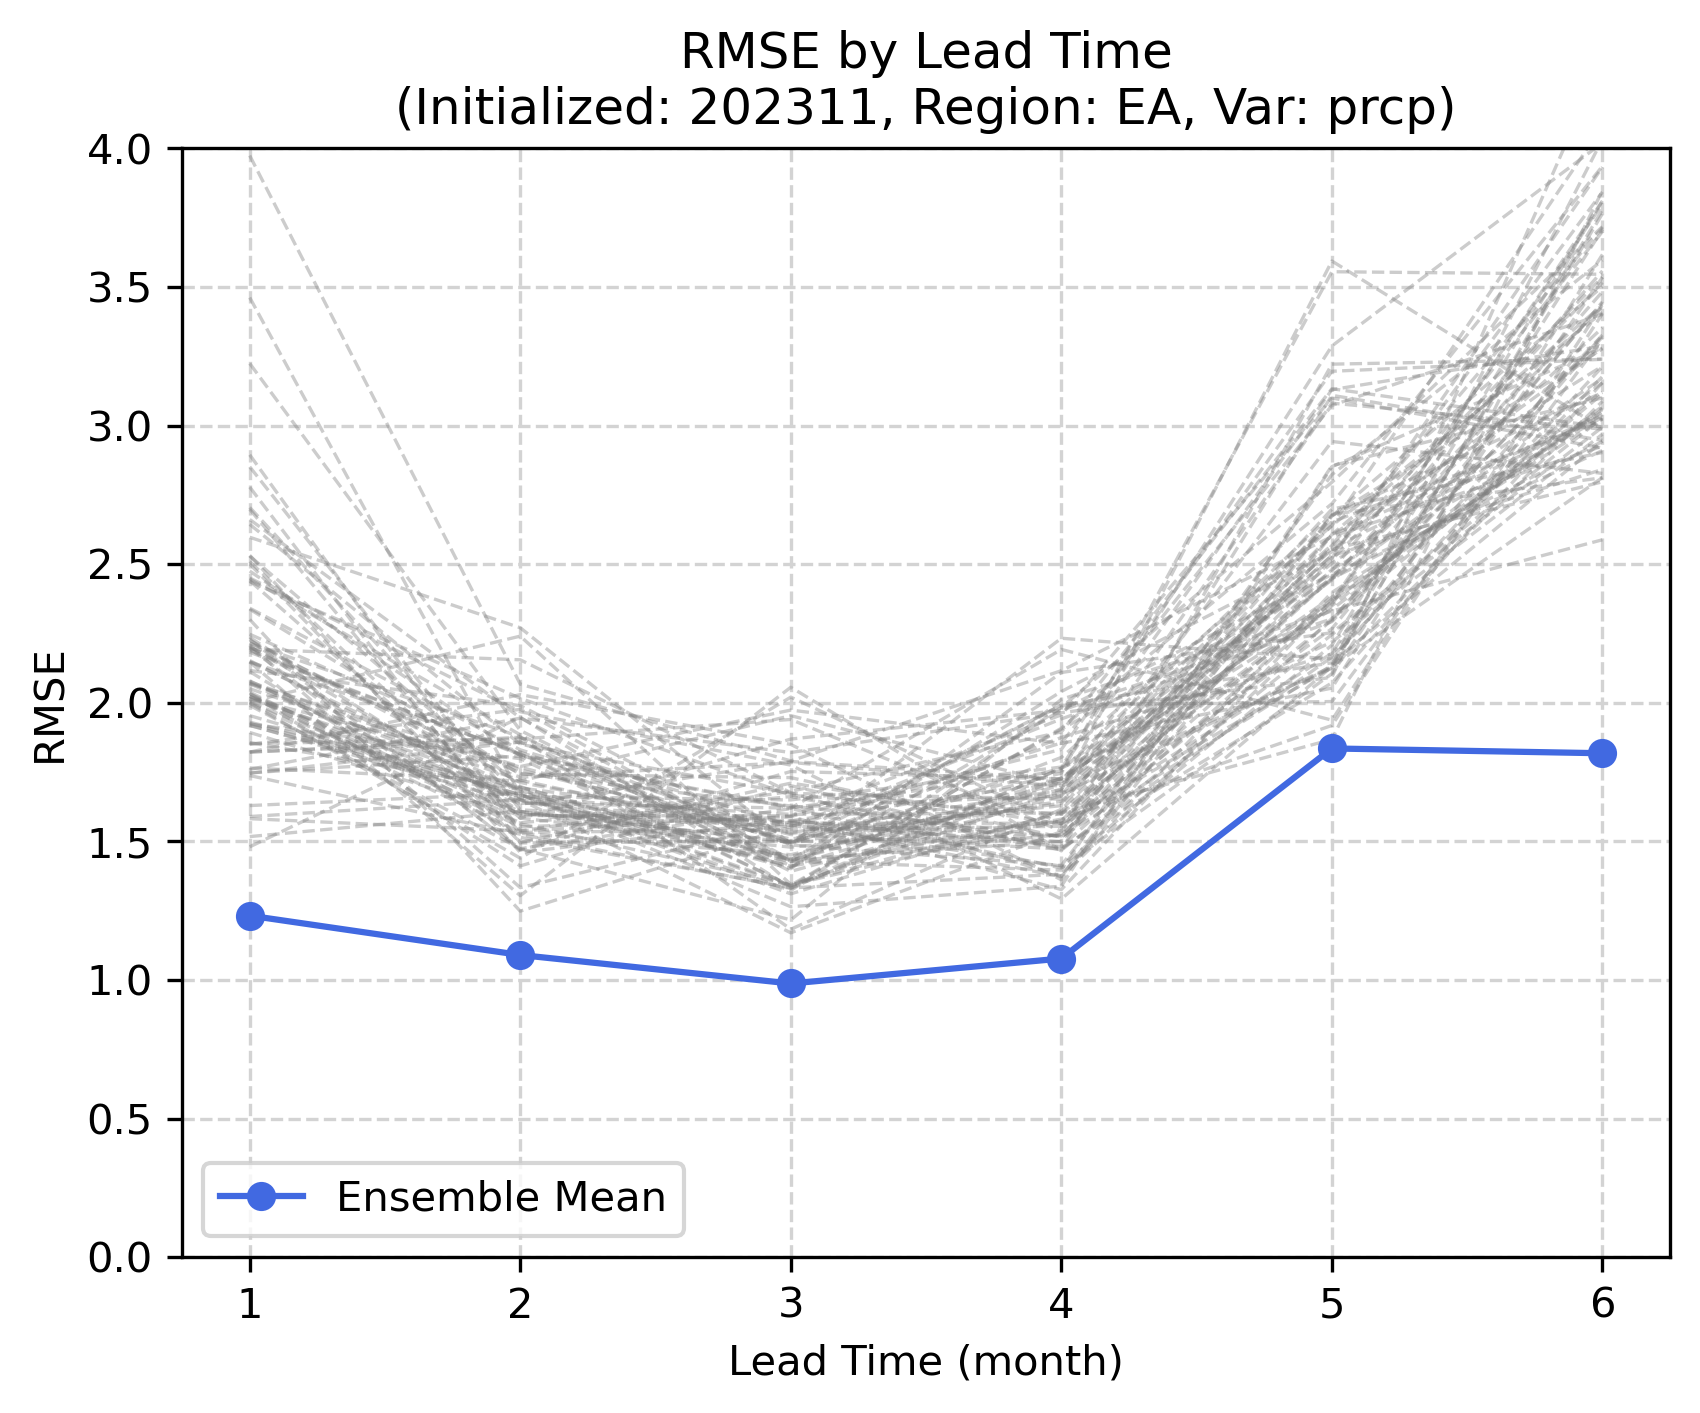 RMSE by Lead Time
(Initialized: 202311, Region: EA, Var: prcp)
4.0
3.5
3.0
2.5
2.0
1.5
1.0
0.5
0.0
RMSE
Ensemble Mean
1 2 3 4 5 6
Lead Time (month)